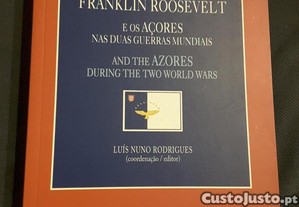 FRANKLIN ROOSEVELT
E OS AÇORES
NAS DUAS GUERRAS MUNDIAIS
AND THE AZORES
DURING THE TWO WORLD WARS
LUÍS NUNO RODRIGUES
(coordenação / editor)
CustoJusto.pt